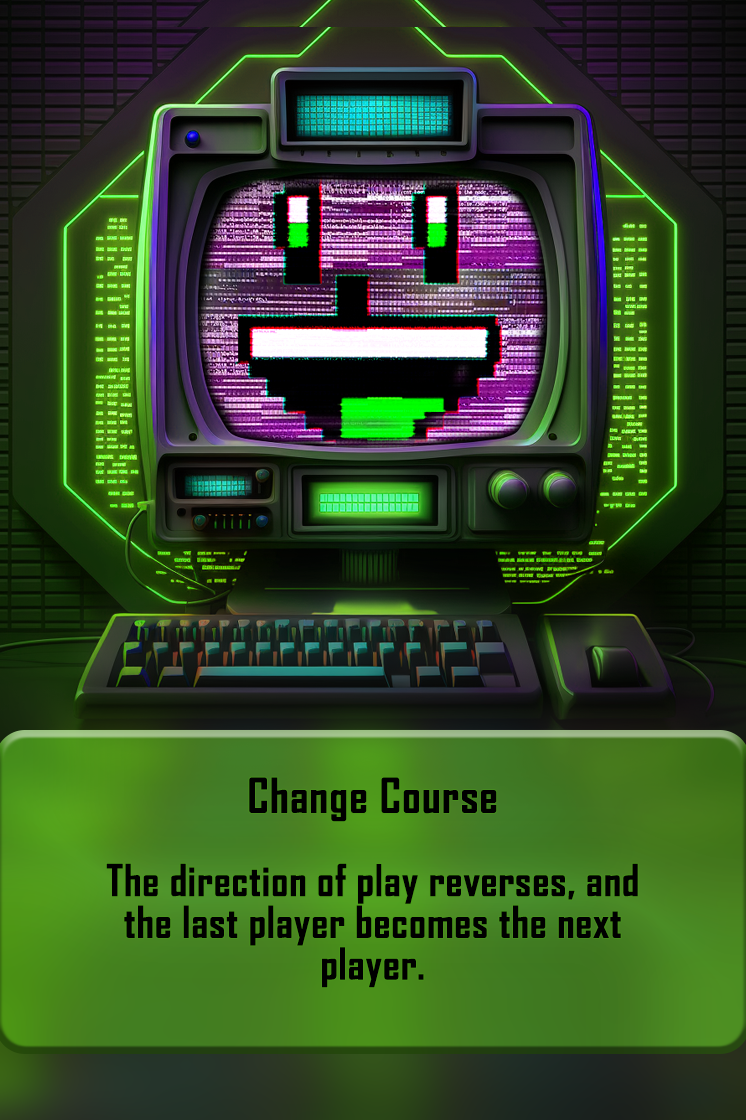 Change Course
The direction of play reverses, and
the last player becomes the next
player.